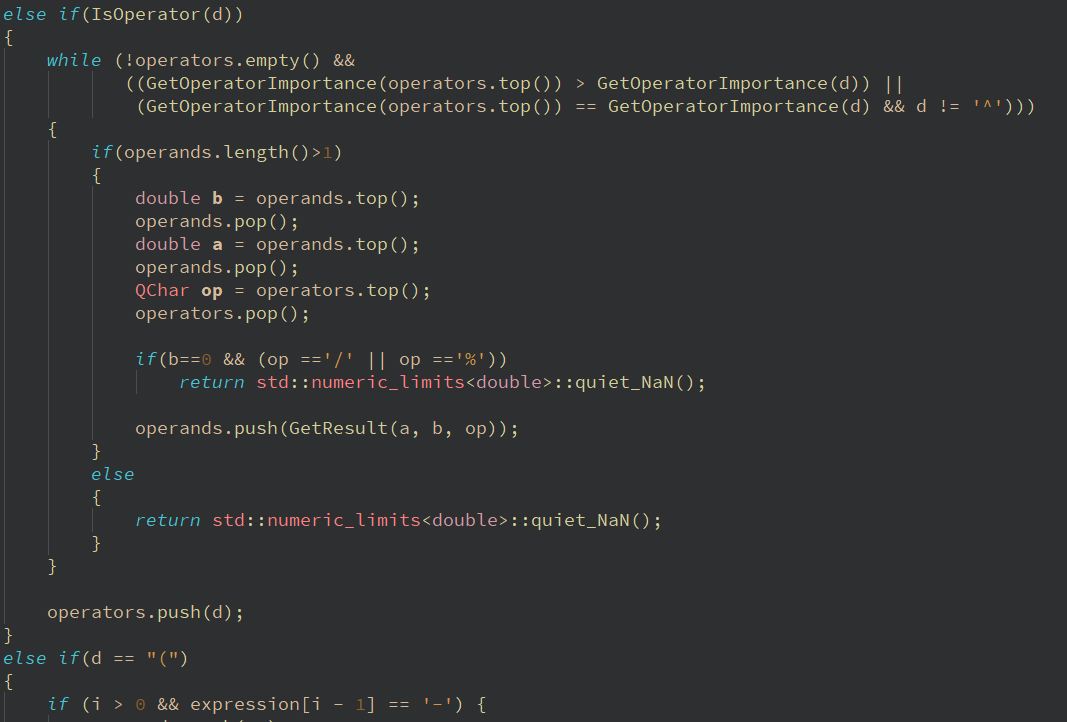 else if(IsOperator(d))
{
    while (!operators.empty() &&
           ((GetOperatorImportance(operators.top()) > GetOperatorImportance(d)) ||
            (GetOperatorImportance(operators.top()) == GetOperatorImportance(d) && d != '^')))
    {
        if(operands.length()>1)
        {
            double b = operands.top();
            operands.pop();
            double a = operands.top();
            operands.pop();
            QChar op = operators.top();
            operators.pop();

            if(b==0 && (op =='/' || op =='%'))
                return std::numeric_limits<double>::quiet_NaN();

            operands.push(GetResult(a, b, op));
        }
        else
        {
            return std::numeric_limits<double>::quiet_NaN();
        }
    }

    operators.push(d);
}
else if(d == "(")
{
    if (i > 0 && expression[i - 1] == '-') {